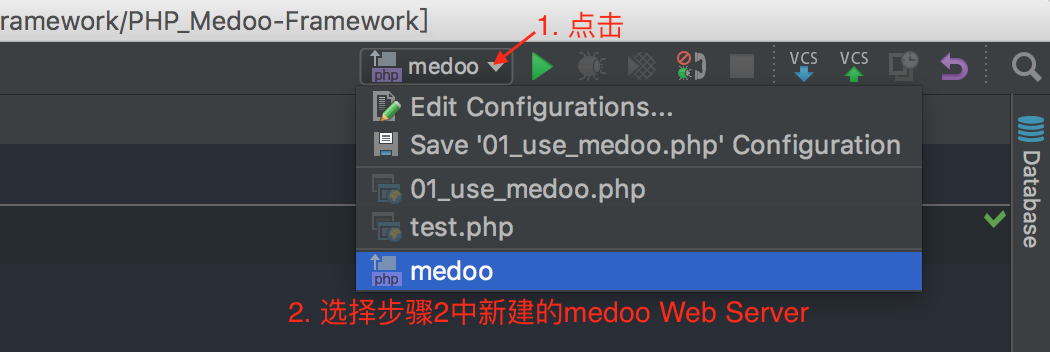 ramework/PHP_Medoo-Framework]
1. 点击
php medoo VCS VCS
Edit Configurations...
Save '01_use_medoo.php' Configuration
01_use_medoo.php
test.php
php medoo
Database
2. 选择步骤2中新建的medoo Web Server